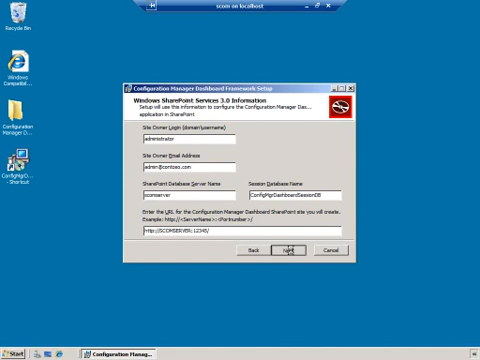 scom on localhost
Recycle Bin
Windows
Compatibil...
Configuration
Manager D...
ConfigMgrD...
- Shortcut
Configuration Manager Dashboard Framework Setup
Windows SharePoint Services 3.0 Information
Setup will use this information to configure the Configuration Manager Das...
application in SharePoint
Site Owner Login (domain\username)
administrator
Site Owner Email Address
admin@contoso.com
SharePoint Database Server Name
Session Database Name
scomserver
ConfigMgrDashboardSessionDB
Enter the URL for the Configuration Manager Dashboard SharePoint site you will create.
Example: http://<ServerName>:<Portnumber>/
http://SCOMSERVER:12345/
Back
Next
Cancel
Start
Configuration Manag...